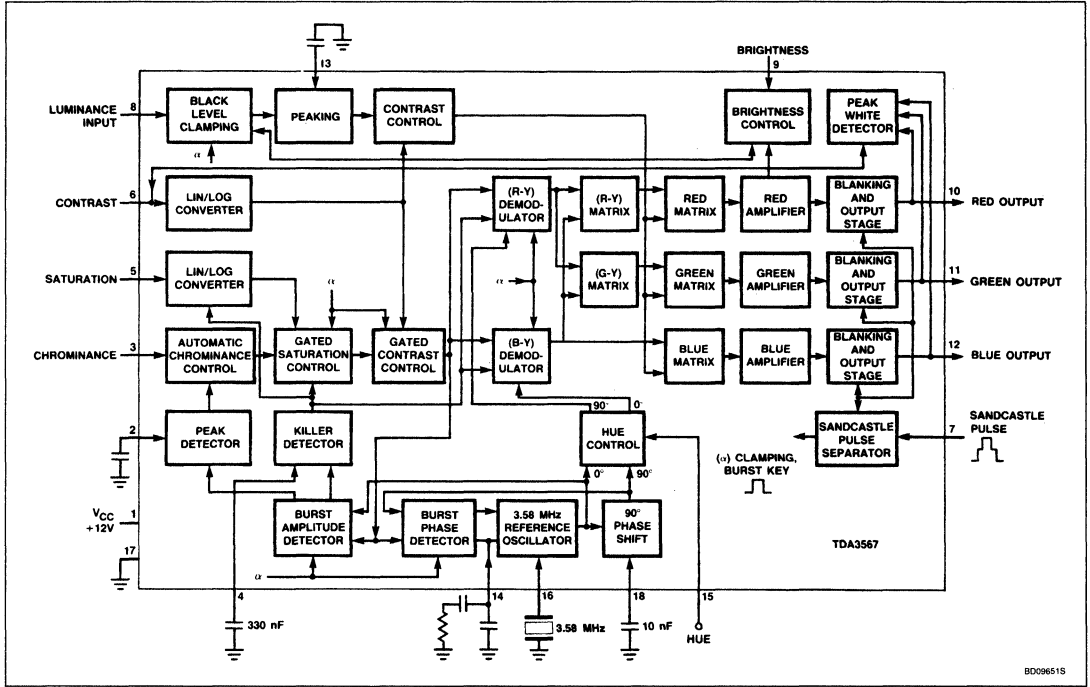 13
BRIGHTNESS
9
LUMINANCE
INPUT
8
BLACK
LEVEL
CLAMPING
PEAKING
CONTRAST
CONTROL
BRIGHTNESS
CONTROL
PEAK
WHITE
DETECTOR
α
CONTRAST
6
LIN/LOG
CONVERTER
(R-Y)
DEMOD-
ULATOR
(R-Y)
MATRIX
RED
MATRIX
RED
AMPLIFIER
BLANKING
AND
OUTPUT
STAGE
10
RED OUTPUT
SATURATION
5
LIN/LOG
CONVERTER
α
α
(G-Y)
MATRIX
GREEN
MATRIX
GREEN
AMPLIFIER
BLANKING
AND
OUTPUT
STAGE
11
GREEN OUTPUT
CHROMINANCE
3
AUTOMATIC
CHROMINANCE
CONTROL
GATED
SATURATION
CONTROL
GATED
CONTRAST
CONTROL
(B-Y)
DEMOD-
ULATOR
BLUE
MATRIX
BLUE
AMPLIFIER
BLANKING
AND
OUTPUT
STAGE
12
BLUE OUTPUT
2
PEAK
DETECTOR
KILLER
DETECTOR
90°
0°
HUE
CONTROL
0°
90°
(α) CLAMPING,
BURST KEY
SANDCASTLE
PULSE
SEPARATOR
7
SANDCASTLE
PULSE
VCC
+12V
1
17
BURST
AMPLITUDE
DETECTOR
BURST
PHASE
DETECTOR
3.58 MHz
REFERENCE
OSCILLATOR
90°
PHASE
SHIFT
TDA3567
α
4
14
16
18
15
330 nF
3.58 MHz
10 nF
HUE
BD09651S